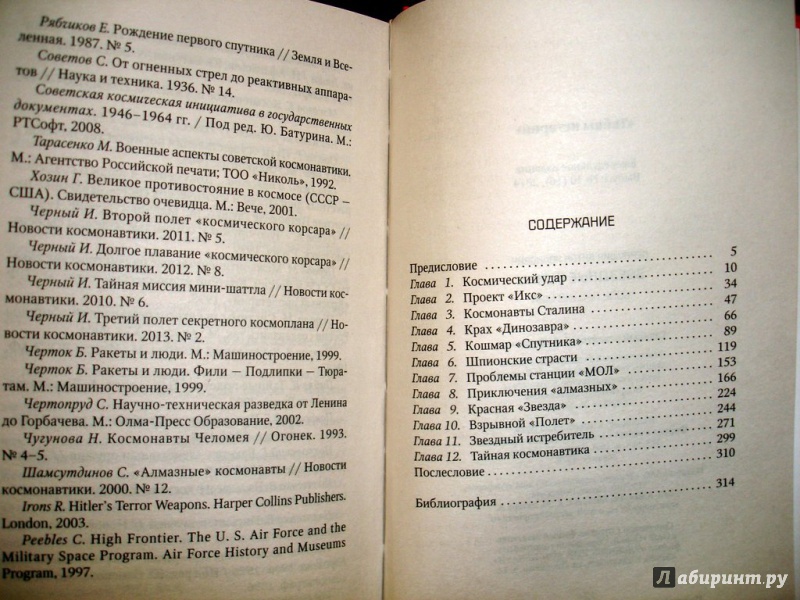 Рябчиков Е. Рождение первого спутника // Земля и Все-
ленная. 1987. № 5.
Советов С. От огненных стрел до реактивных аппара-
тов // Наука и техника. 1936. № 14.
Советская космическая инициатива в государственных
документах. 1946–1964 гг. / Под ред. Ю. Батурина. М.:
РТСофт, 2008.
Тарасенко М. Военные аспекты советской космонавтики.
М.: Агентство Российской печати; ТОО «Николь», 1992.
Хозин Г. Великое противостояние в космосе (СССР –
США). Свидетельство очевидца. М.: Вече, 2001.
Черный И. Второй полет «космического корсара» //
Новости космонавтики. 2011. № 5.
Черный И. Долгое плавание «космического корсара» //
Новости космонавтики. 2012. № 8.
Черный И. Тайная миссия мини-шаттла // Новости кос-
монавтики. 2010. № 6.
Черный И. Третий полет секретного космоплана // Но-
вости космонавтики. 2013. № 2.
Черток Б. Ракеты и люди. М.: Машиностроение, 1999.
Черток Б. Ракеты и люди. Фили – Подлипки – Тюра-
там. М.: Машиностроение, 1999.
Чертопруд С. Научно-техническая разведка от Ленина
до Горбачева. М.: Олма-Пресс Образование, 2002.
Чугунова Н. Космонавты Челомея // Огонек. 1993.
№ 4–5.
Шамсутдинов С. «Алмазные» космонавты // Новости
космонавтики. 2000. № 12.
Irons R. Hitler's Terror Weapons. Harper Collins Publishers.
London, 2003.
Peebles C. High Frontier. The U. S. Air Force and the
Military Space Program. Air Force History and Museums
Program, 1997.
СОДЕРЖАНИЕ
Предисловие 5
Глава 1. Космический удар 10
Глава 2. Проект «Икс» 34
Глава 3. Космонавты Сталина 47
Глава 4. Крах «Динозавра» 66
Глава 5. Кошмар «Спутника» 89
Глава 6. Шпионские страсти 119
Глава 7. Проблемы станции «МОЛ» 153
Глава 8. Приключения «алмазных» 166
Глава 9. Красная «Звезда» 224
Глава 10. Взрывной «Полет» 244
Глава 11. Звездный истребитель 271
Глава 12. Тайная космонавтика 299
Послесловие 310
Библиография 314
Лабиринт.ру